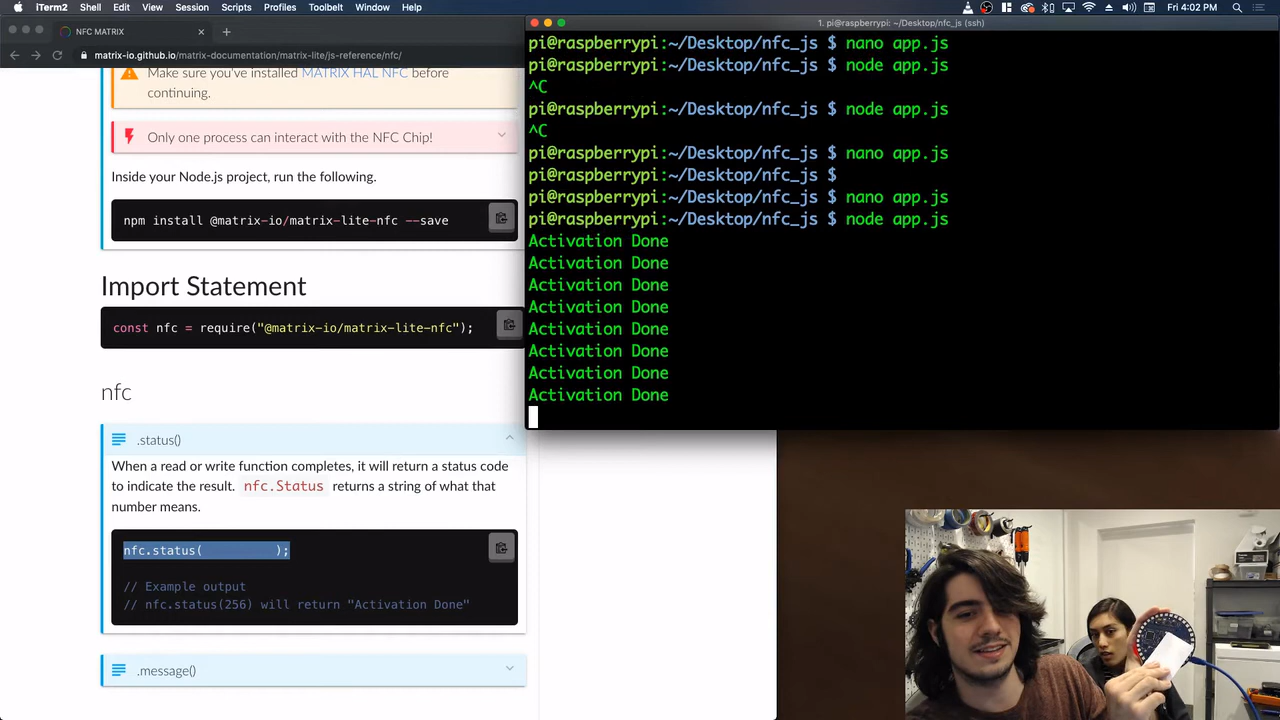 iTerm2
Shell
Edit
View
Session
Scripts
Profiles
Toolbelt
Window
Help
Fri 4:02 PM
NFC MATRIX
matrix-io.github.io/matrix-documentation/matrix-lite/js-reference/nfc/
Make sure you've installed MATRIX HAL NFC before
continuing.
Only one process can interact with the NFC Chip!
Inside your Node.js project, run the following.
npm install @matrix-io/matrix-lite-nfc --save
Import Statement
const nfc = require("@matrix-io/matrix-lite-nfc");
nfc
.status()
When a read or write function completes, it will return a status code
to indicate the result. nfc.Status returns a string of what that
number means.
nfc.status( );
// Example output
// nfc.status(256) will return "Activation Done"
.message()
1. pi@raspberrypi: ~/Desktop/nfc_js (ssh)
pi@raspberrypi:~/Desktop/nfc_js $ nano app.js
pi@raspberrypi:~/Desktop/nfc_js $ node app.js
^C
pi@raspberrypi:~/Desktop/nfc_js $ node app.js
^C
pi@raspberrypi:~/Desktop/nfc_js $ nano app.js
pi@raspberrypi:~/Desktop/nfc_js $
pi@raspberrypi:~/Desktop/nfc_js $ nano app.js
pi@raspberrypi:~/Desktop/nfc_js $ node app.js
Activation Done
Activation Done
Activation Done
Activation Done
Activation Done
Activation Done
Activation Done
Activation Done